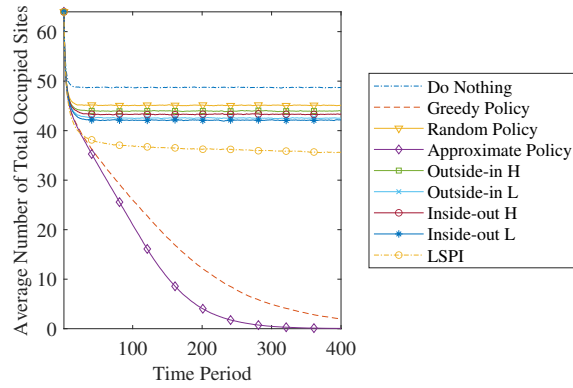 Average Number of Total Occupied Sites
60
50
40
30
20
10
0
100
200
300
400
Time Period
Do Nothing
Greedy Policy
Random Policy
Approximate Policy
Outside-in H
Outside-in L
Inside-out H
Inside-out L
LSPI